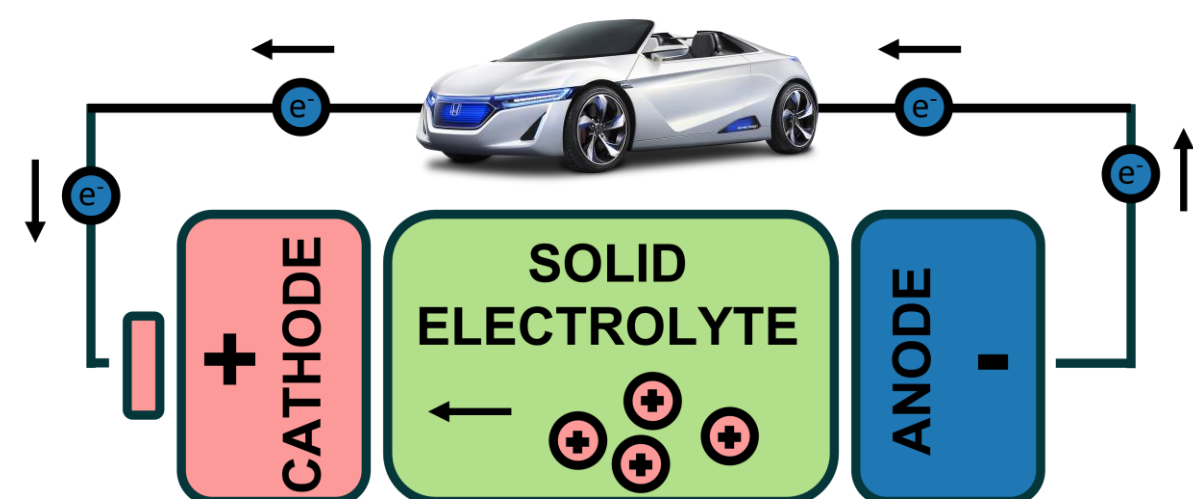 e-
e-
e-
e-
+
CATHODE
SOLID
ELECTROLYTE
+
+
+
+
ANODE
-